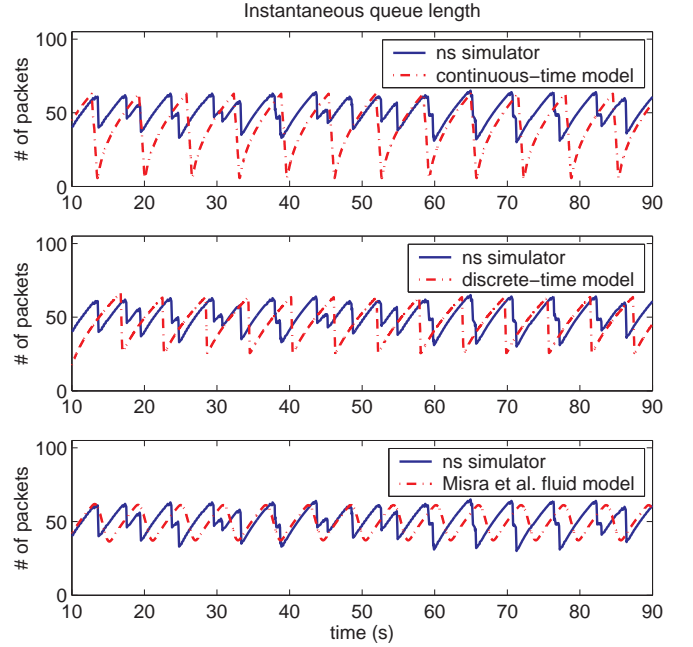 Instantaneous queue length
100
50
0
# of packets
ns simulator
continuous-time model
10 20 30 40 50 60 70 80 90
100
50
0
# of packets
ns simulator
discrete-time model
10 20 30 40 50 60 70 80 90
100
50
0
# of packets
ns simulator
Misra et al. fluid model
10 20 30 40 50 60 70 80 90
time (s)